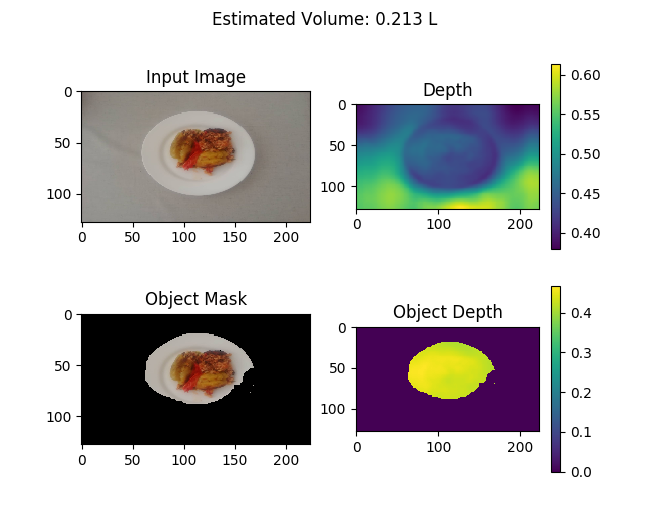 Estimated Volume: 0.213 L
Input Image
0
50
100
0 50 100 150 200
Depth
0
50
100
0 100 200
0.60
0.55
0.50
0.45
0.40
Object Mask
0
50
100
0 50 100 150 200
Object Depth
0
50
100
0 100 200
0.4
0.3
0.2
0.1
0.0